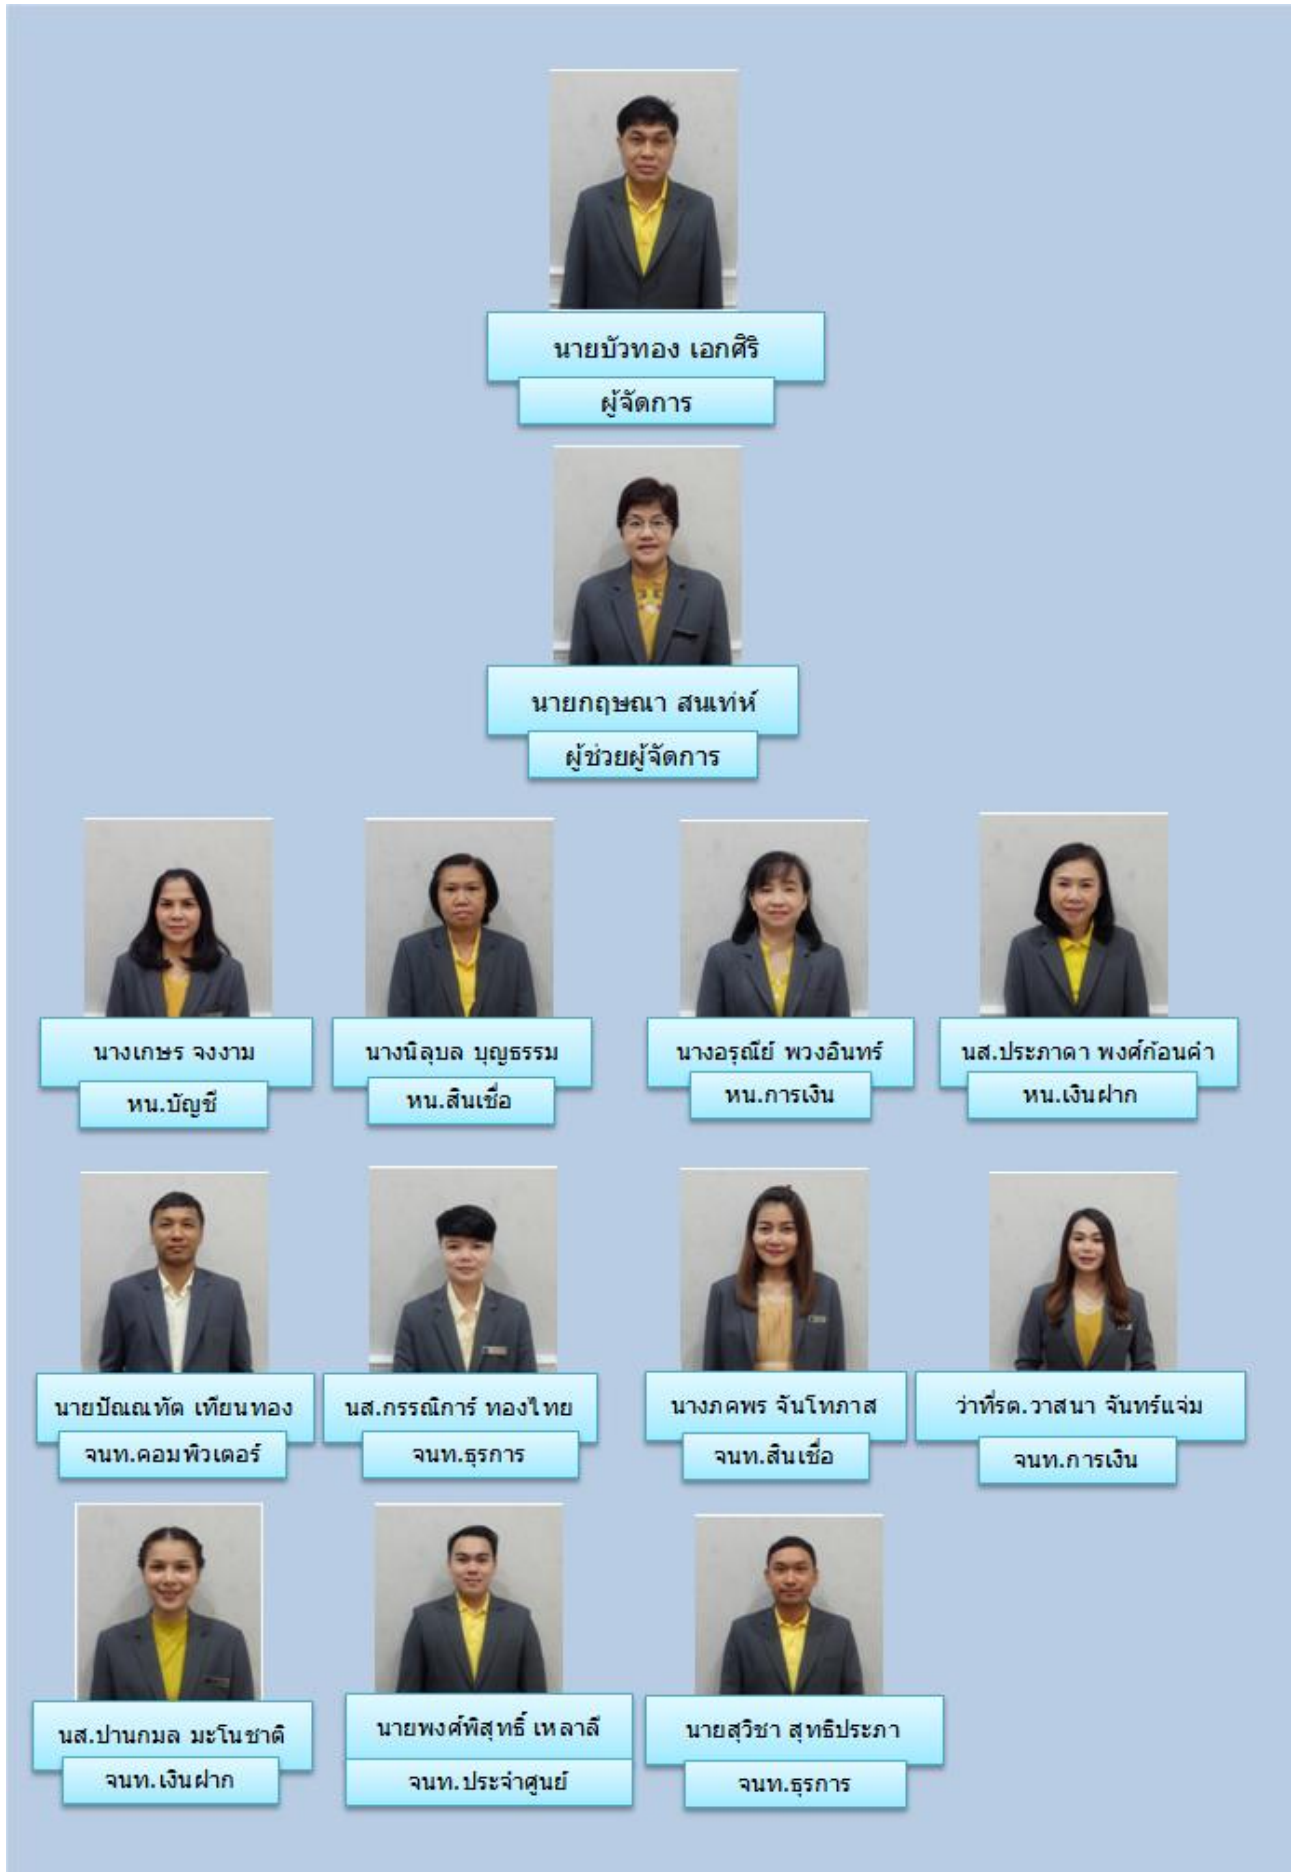 นายบัวทอง เอกศิริ
ผู้จัดการ
นายกฤษณา สนเท่ห์
ผู้ช่วยผู้จัดการ
นางเกษร จงงาม
หน.บัญชี
นางนิลุบล บุญธรรม
หน.สินเชื่อ
นางอรุณีย์ พวงอินทร์
หน.การเงิน
นส.ประภาดา พงศ์ก้อนคำ
หน.เงินฝาก
นายปัณณทัต เทียนทอง
จนท.คอมพิวเตอร์
นส.กรรณิการ์ ทองไทย
จนท.ธุรการ
นางภคพร จันโทภาส
จนท.สินเชื่อ
ว่าที่รต.วาสนา จันทร์แจ่ม
จนท.การเงิน
นส.ปานกมล มะโนชาติ
จนท.เงินฝาก
นายพงศ์พิสุทธิ์ เหลาลี
จนท.ประจำศูนย์
นายสุวิชา สุทธิประภา
จนท.ธุรการ